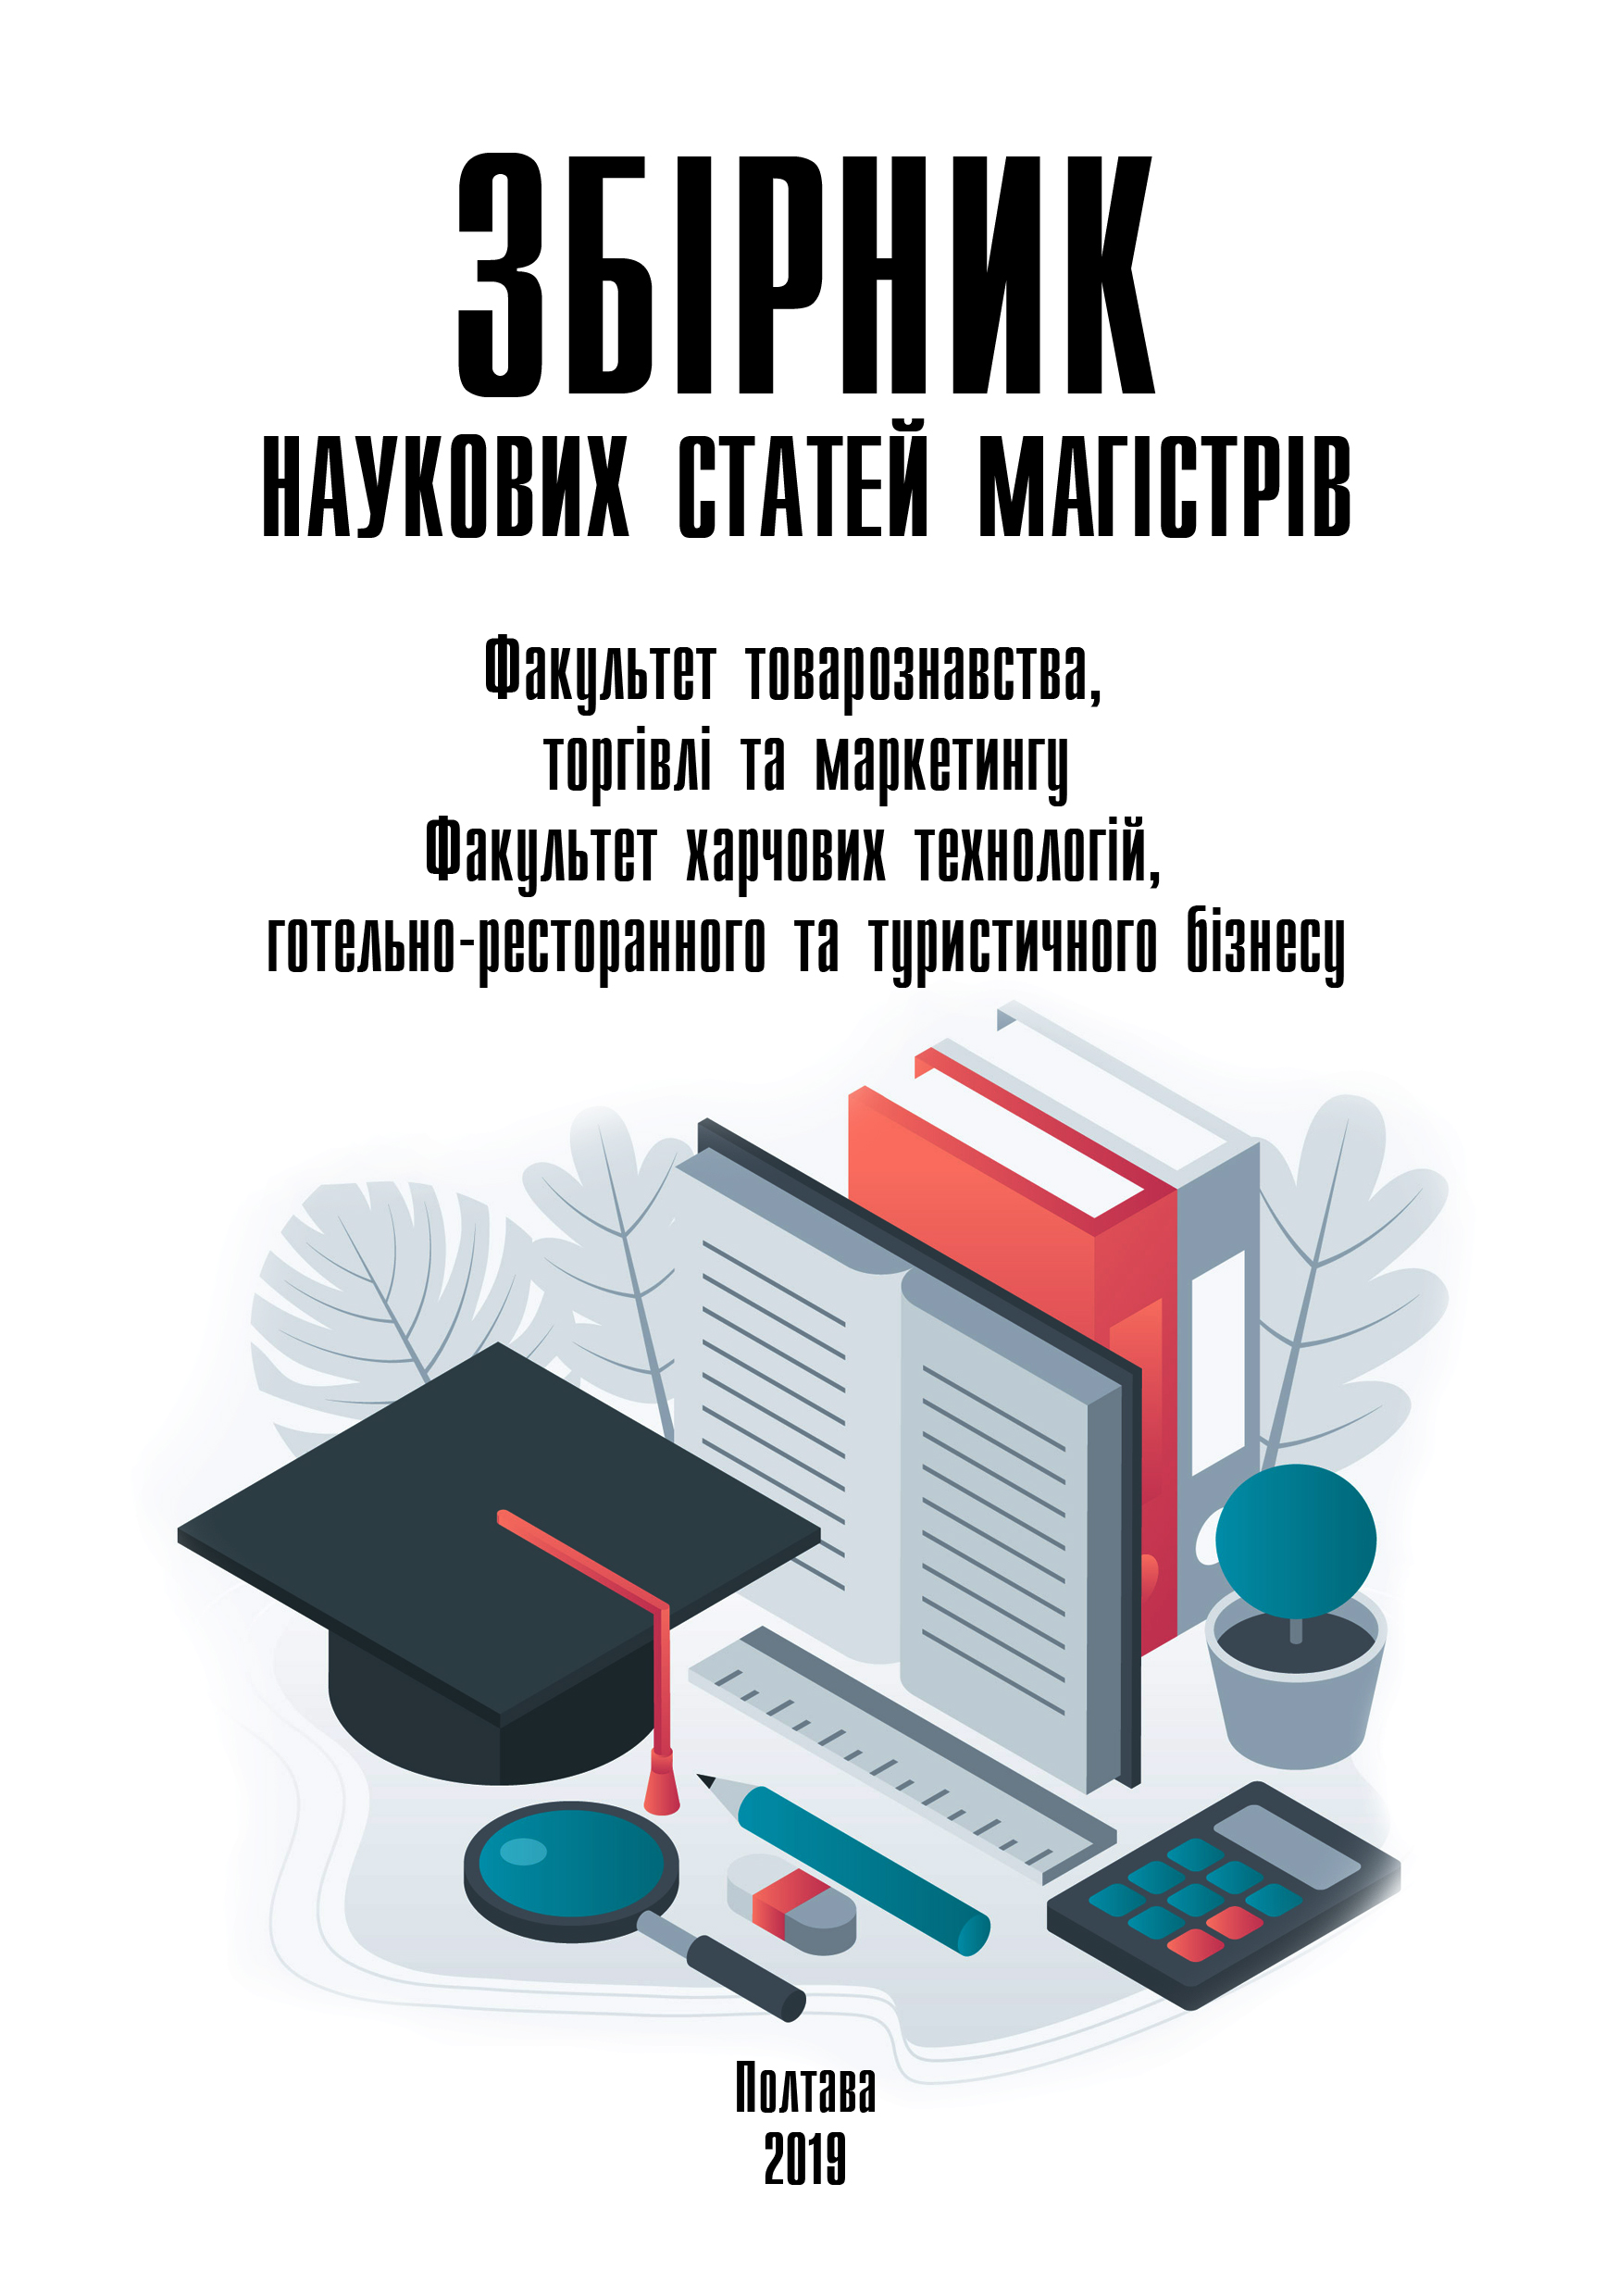 ЗБІРНИК
НАУКОВИХ СТАТЕЙ МАГІСТРІВ
Факультет товарознавства,
торгівлі та маркетингу
Факультет харчових технологій,
готельно-ресторанного та туристичного бізнесу
Полтава
2019